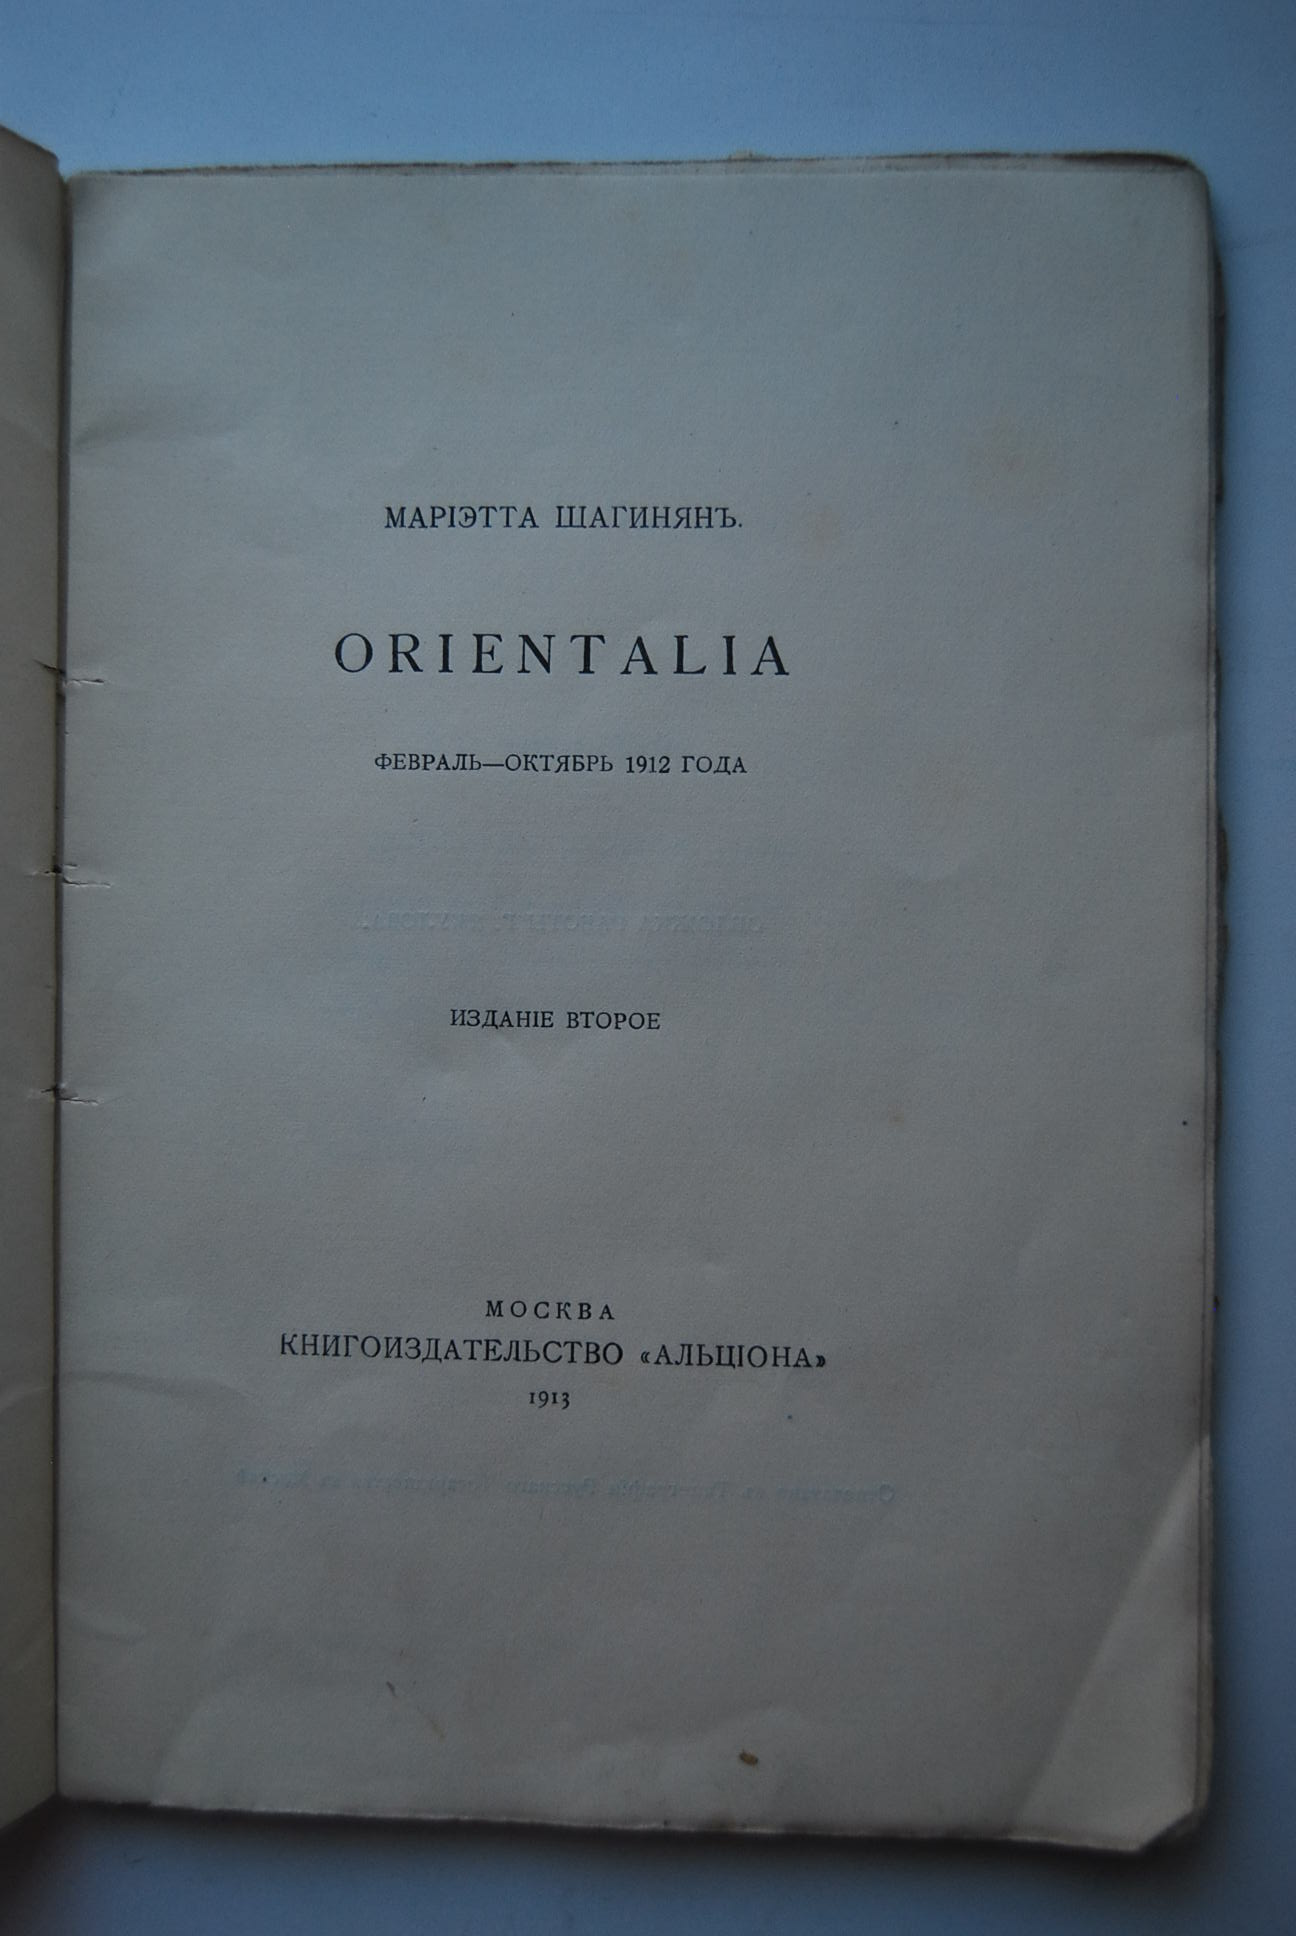 МАРІЭТТА ШАГИНЯНЪ.
ORIENTALIA
ФЕВРАЛЬ—ОКТЯБРЬ 1912 ГОДА
ИЗДАНІЕ ВТОРОЕ
МОСКВА
КНИГОИЗДАТЕЛЬСТВО «АЛЬЦІОНА»
1913